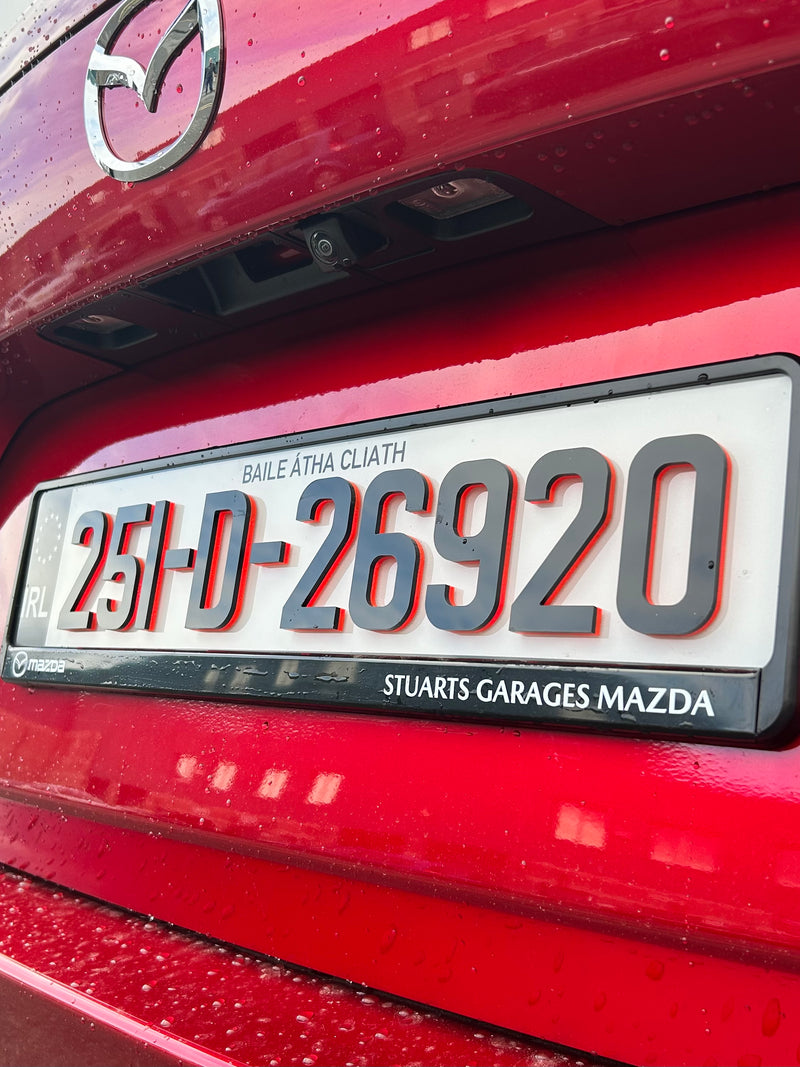 BAILE ÁTHA CLIATH
IRL
251-D-26920
mazda
STUARTS GARAGES MAZDA